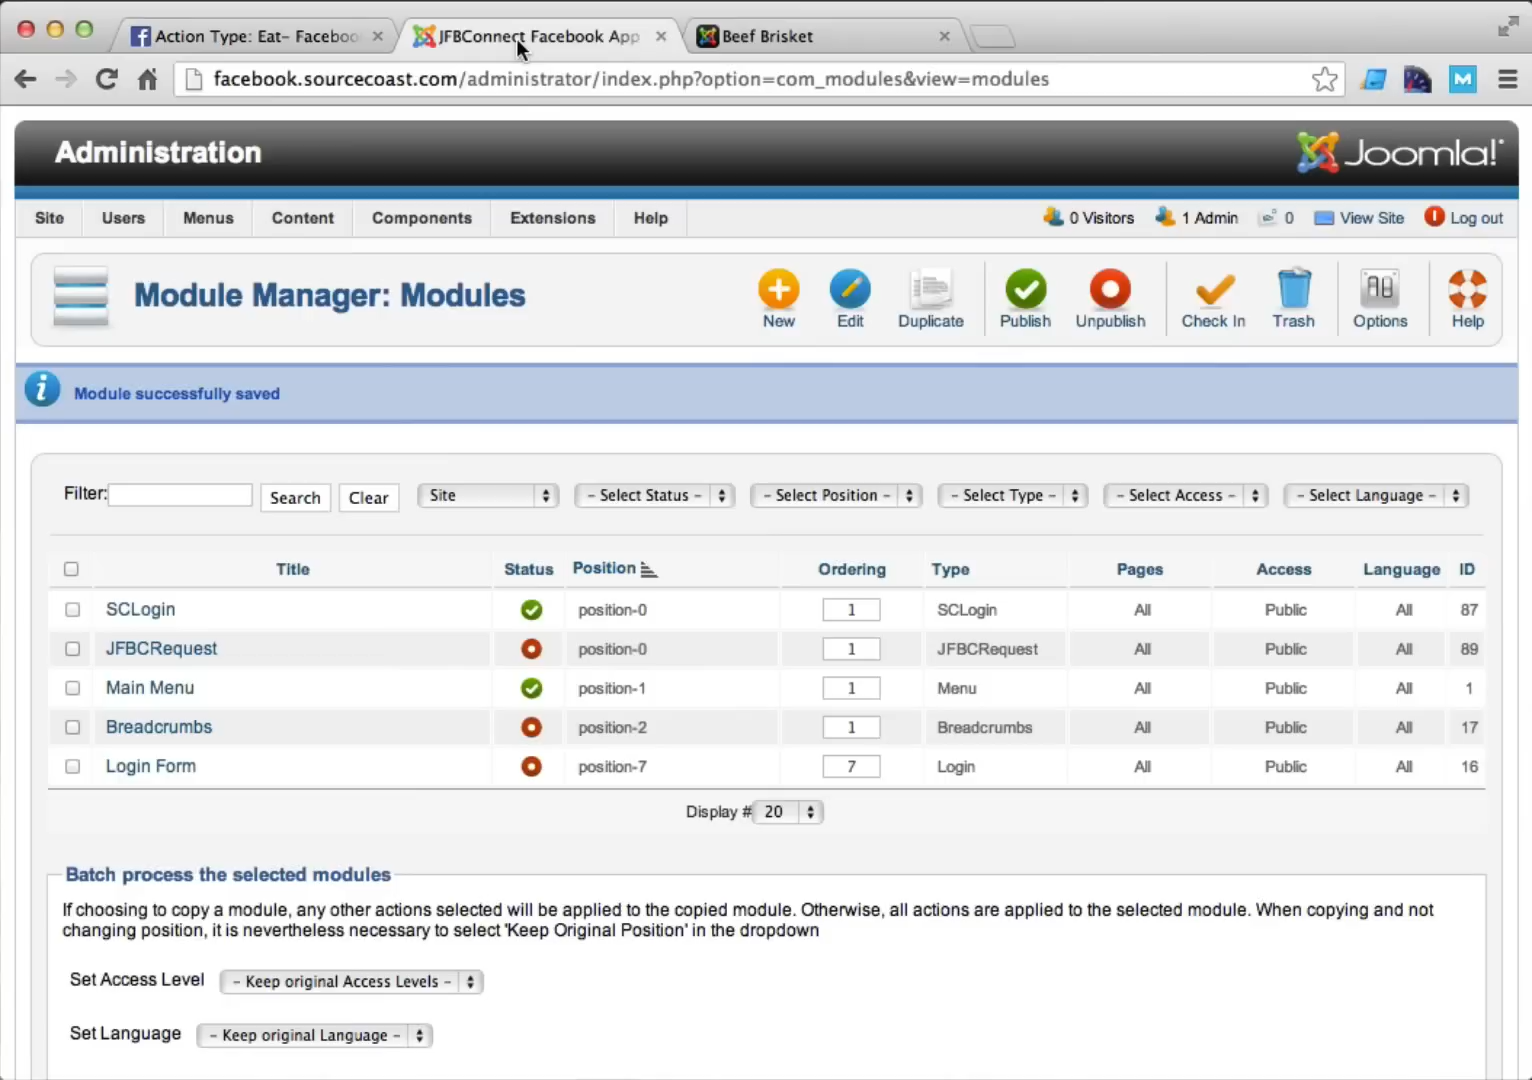 Action Type: Eat– Faceboo
JFBConnect Facebook App
Beef Brisket
facebook.sourcecoast.com/administrator/index.php?option=com_modules&view=modules
M
Administration
Joomla!
Site Users Menus Content Components Extensions Help 0 Visitors 1 Admin 0 View Site Log out
Module Manager: Modules
New Edit Duplicate Publish Unpublish Check In Trash Options Help
Module successfully saved
Filter: Search Clear Site – Select Status – – Select Position – – Select Type – – Select Access – – Select Language –
Title Status Position Ordering Type Pages Access Language ID
SCLogin position-0 1 SCLogin All Public All 87
JFBCRequest position-0 1 JFBCRequest All Public All 89
Main Menu position-1 1 Menu All Public All 1
Breadcrumbs position-2 1 Breadcrumbs All Public All 17
Login Form position-7 7 Login All Public All 16
Display # 20
Batch process the selected modules
If choosing to copy a module, any other actions selected will be applied to the copied module. Otherwise, all actions are applied to the selected module. When copying and not
changing position, it is nevertheless necessary to select 'Keep Original Position' in the dropdown
Set Access Level – Keep original Access Levels –
Set Language – Keep original Language –